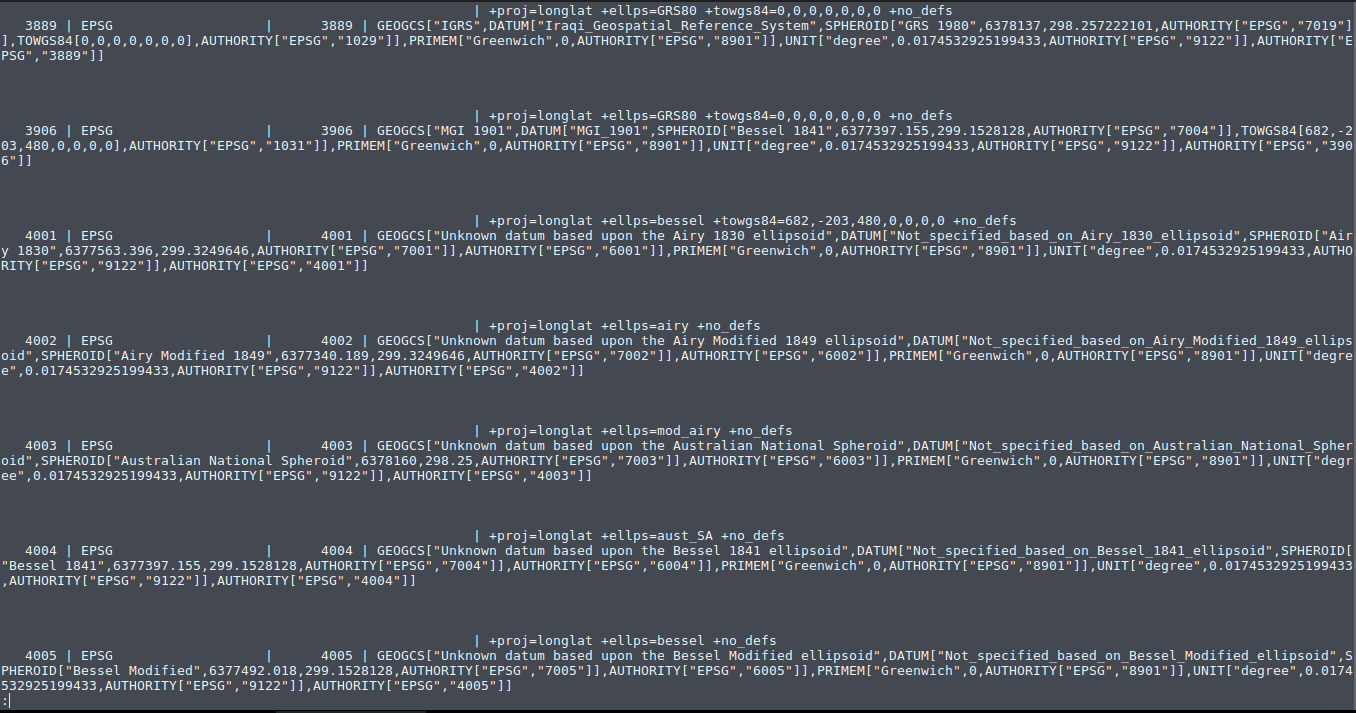 | +proj=longlat +ellps=GRS80 +towgs84=0,0,0,0,0,0,0 +no_defs
3889 | EPSG | 3889 | GEOGCS["IGRS",DATUM["Iraqi_Geospatial_Reference_System",SPHEROID["GRS 1980",6378137,298.257222101,AUTHORITY["EPSG","7019"]
],TOWGS84[0,0,0,0,0,0,0],AUTHORITY["EPSG","1029"]],PRIMEM["Greenwich",0,AUTHORITY["EPSG","8901"]],UNIT["degree",0.0174532925199433,AUTHORITY["EPSG","9122"]],AUTHORITY["E
PSG","3889"]]
| +proj=longlat +ellps=GRS80 +towgs84=0,0,0,0,0,0,0 +no_defs
3906 | EPSG | 3906 | GEOGCS["MGI 1901",DATUM["MGI_1901",SPHEROID["Bessel 1841",6377397.155,299.1528128,AUTHORITY["EPSG","7004"]],TOWGS84[682,-2
03,480,0,0,0,0],AUTHORITY["EPSG","1031"]],PRIMEM["Greenwich",0,AUTHORITY["EPSG","8901"]],UNIT["degree",0.0174532925199433,AUTHORITY["EPSG","9122"]],AUTHORITY["EPSG","390
6"]]
| +proj=longlat +ellps=bessel +towgs84=682,-203,480,0,0,0,0 +no_defs
4001 | EPSG | 4001 | GEOGCS["Unknown datum based upon the Airy 1830 ellipsoid",DATUM["Not_specified_based_on_Airy_1830_ellipsoid",SPHEROID["Air
y 1830",6377563.396,299.3249646,AUTHORITY["EPSG","7001"]],AUTHORITY["EPSG","6001"]],PRIMEM["Greenwich",0,AUTHORITY["EPSG","8901"]],UNIT["degree",0.0174532925199433,AUTHO
RITY["EPSG","9122"]],AUTHORITY["EPSG","4001"]]
| +proj=longlat +ellps=airy +no_defs
4002 | EPSG | 4002 | GEOGCS["Unknown datum based upon the Airy Modified 1849 ellipsoid",DATUM["Not_specified_based_on_Airy_Modified_1849_ellips
oid",SPHEROID["Airy Modified 1849",6377340.189,299.3249646,AUTHORITY["EPSG","7002"]],AUTHORITY["EPSG","6002"]],PRIMEM["Greenwich",0,AUTHORITY["EPSG","8901"]],UNIT["degre
e",0.0174532925199433,AUTHORITY["EPSG","9122"]],AUTHORITY["EPSG","4002"]]
| +proj=longlat +ellps=mod_airy +no_defs
4003 | EPSG | 4003 | GEOGCS["Unknown datum based upon the Australian National Spheroid",DATUM["Not_specified_based_on_Australian_National_Spher
oid",SPHEROID["Australian National Spheroid",6378160,298.25,AUTHORITY["EPSG","7003"]],AUTHORITY["EPSG","6003"]],PRIMEM["Greenwich",0,AUTHORITY["EPSG","8901"]],UNIT["degr
ee",0.0174532925199433,AUTHORITY["EPSG","9122"]],AUTHORITY["EPSG","4003"]]
| +proj=longlat +ellps=aust_SA +no_defs
4004 | EPSG | 4004 | GEOGCS["Unknown datum based upon the Bessel 1841 ellipsoid",DATUM["Not_specified_based_on_Bessel_1841_ellipsoid",SPHEROID[
"Bessel 1841",6377397.155,299.1528128,AUTHORITY["EPSG","7004"]],AUTHORITY["EPSG","6004"]],PRIMEM["Greenwich",0,AUTHORITY["EPSG","8901"]],UNIT["degree",0.0174532925199433
,AUTHORITY["EPSG","9122"]],AUTHORITY["EPSG","4004"]]
| +proj=longlat +ellps=bessel +no_defs
4005 | EPSG | 4005 | GEOGCS["Unknown datum based upon the Bessel Modified ellipsoid",DATUM["Not_specified_based_on_Bessel_Modified_ellipsoid",S
PHEROID["Bessel Modified",6377492.018,299.1528128,AUTHORITY["EPSG","7005"]],AUTHORITY["EPSG","6005"]],PRIMEM["Greenwich",0,AUTHORITY["EPSG","8901"]],UNIT["degree",0.0174
532925199433,AUTHORITY["EPSG","9122"]],AUTHORITY["EPSG","4005"]]
: